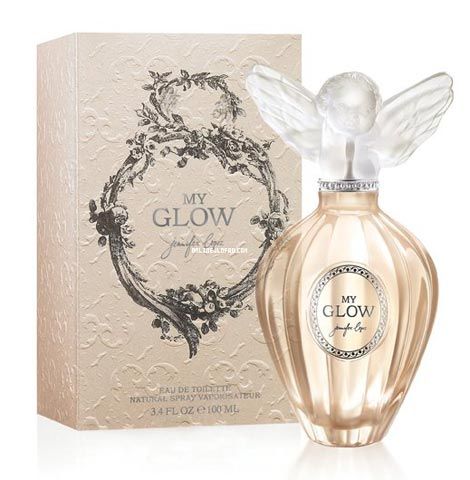 MY
GLOW
Jennifer Lopez
EAU DE TOILETTE
NATURAL SPRAY VAPORISATEUR
3.4 FL OZ ℮ 100 ML
MY
GLOW
Jennifer Lopez